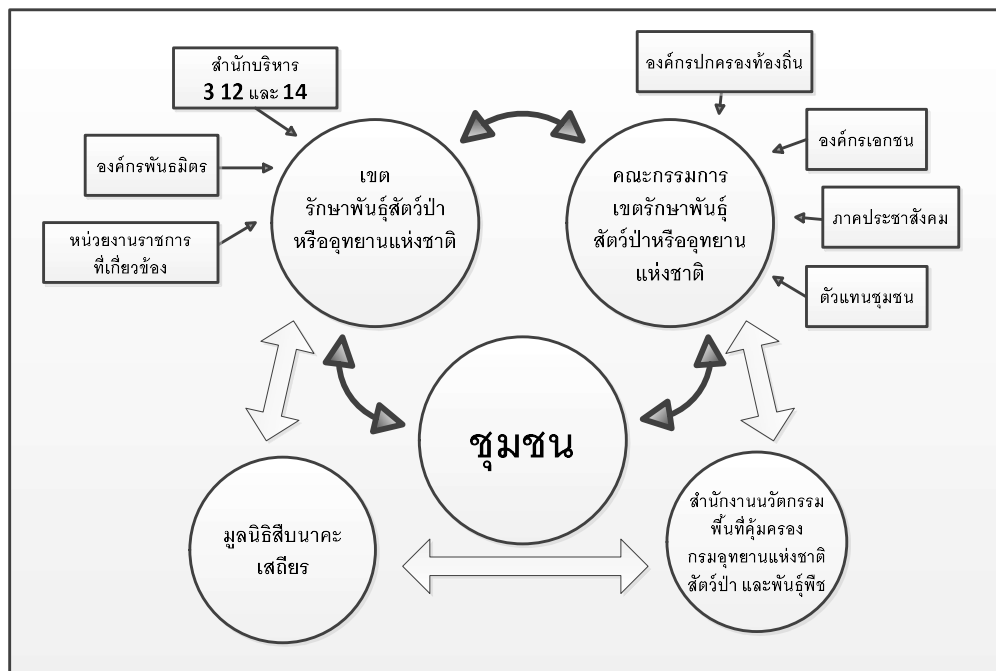 สำนักบริหาร
3 12 และ 14
องค์กรพันธมิตร
หน่วยงานราชการ
ที่เกี่ยวข้อง
เขต
รักษาพันธุ์สัตว์ป่า
หรืออุทยานแห่งชาติ
องค์กรปกครองท้องถิ่น
องค์กรเอกชน
ภาคประชาสังคม
ตัวแทนชุมชน
คณะกรรมการ
เขตรักษาพันธุ์
สัตว์ป่าหรืออุทยาน
แห่งชาติ
ชุมชน
มูลนิธิสืบนาคะ
เสถียร
สำนักงานนวัตกรรม
พื้นที่คุ้มครอง
กรมอุทยานแห่งชาติ
สัตว์ป่า และพันธุ์พืช